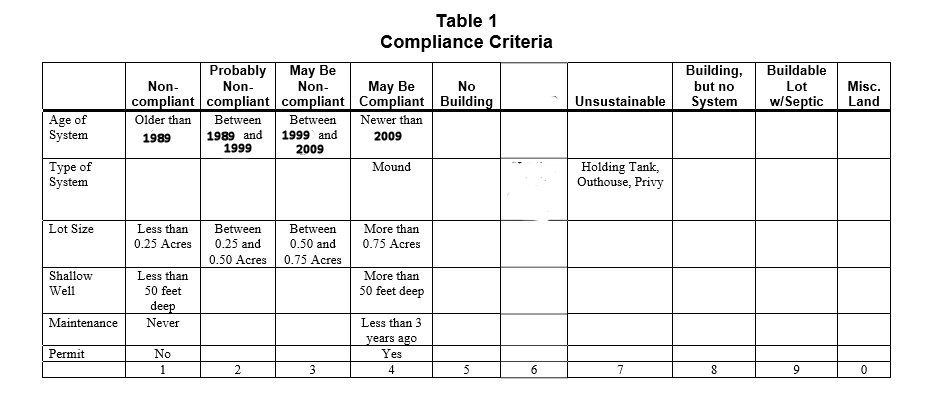 Table 1
Compliance Criteria
Non-compliant Probably Non-compliant May Be Non-compliant May Be Compliant No Building Unsustainable Building, but no System Buildable Lot w/Septic Misc. Land
Age of System Older than 1989 Between 1989 and 1999 Between 1999 and 2009 Newer than 2009
Type of System Mound Holding Tank, Outhouse, Privy
Lot Size Less than 0.25 Acres Between 0.25 and 0.50 Acres Between 0.50 and 0.75 Acres More than 0.75 Acres
Shallow Well Less than 50 feet deep More than 50 feet deep
Maintenance Never Less than 3 years ago
Permit No Yes
1 2 3 4 5 6 7 8 9 0